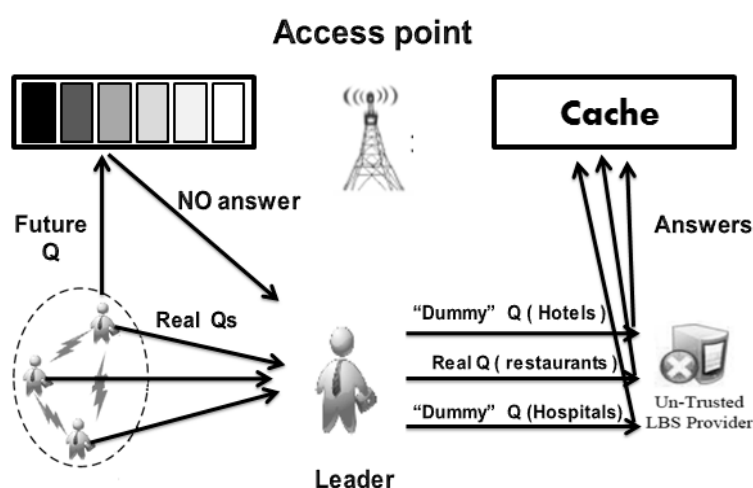 Access point
Cache
:
NO answer
Future
Q
Answers
Real Qs
“Dummy” Q ( Hotels )
Real Q ( restaurants )
“Dummy” Q (Hospitals)
Un-Trusted
LBS Provider
Leader